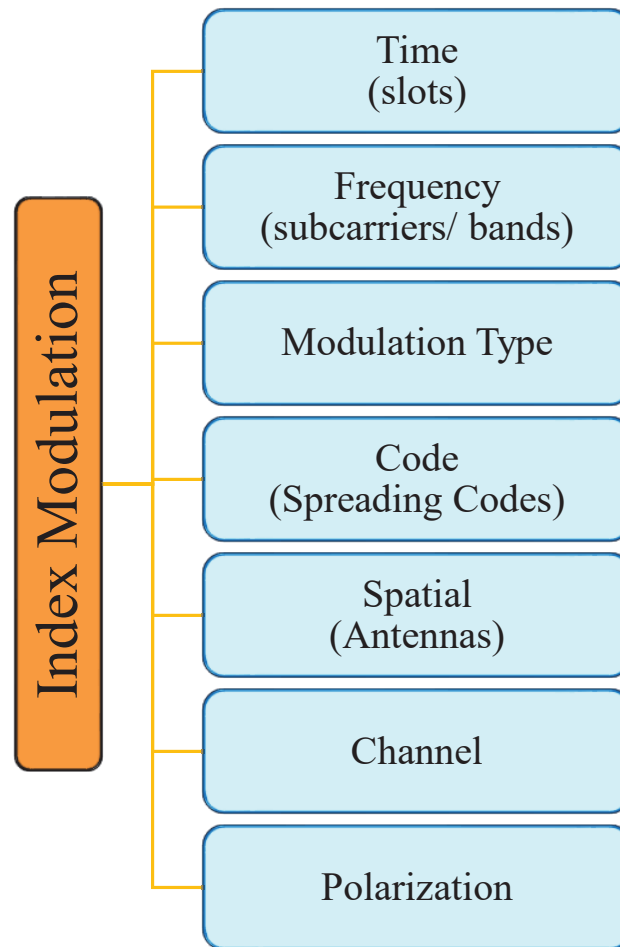 Index Modulation
Time
(slots)
Frequency
(subcarriers/ bands)
Modulation Type
Code
(Spreading Codes)
Spatial
(Antennas)
Channel
Polarization